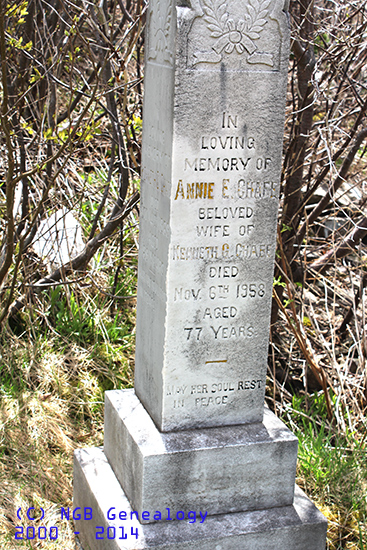 IN
LOVING
MEMORY OF
ANNIE E. CHAFE
BELOVED
WIFE OF
KENNETH G. CHAFE
DIED
NOV. 6TH 1958
AGED
77 YEARS
MAY HER SOUL REST
IN PEACE
(C) NGB Genealogy
2000 - 2014